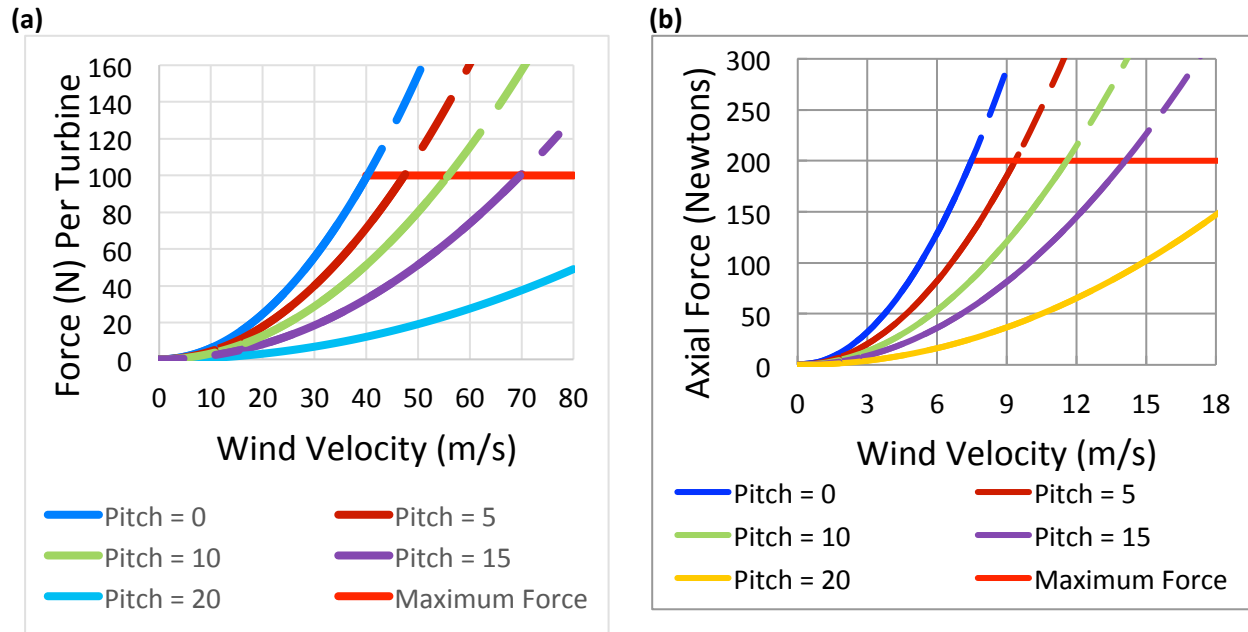 (a)
Force (N) Per Turbine
160
140
120
100
80
60
40
20
0
0 10 20 30 40 50 60 70 80
Wind Velocity (m/s)
Pitch = 0 Pitch = 5
Pitch = 10 Pitch = 15
Pitch = 20 Maximum Force
(b)
Axial Force (Newtons)
300
250
200
150
100
50
0
0 3 6 9 12 15 18
Wind Velocity (m/s)
Pitch = 0 Pitch = 5
Pitch = 10 Pitch = 15
Pitch = 20 Maximum Force